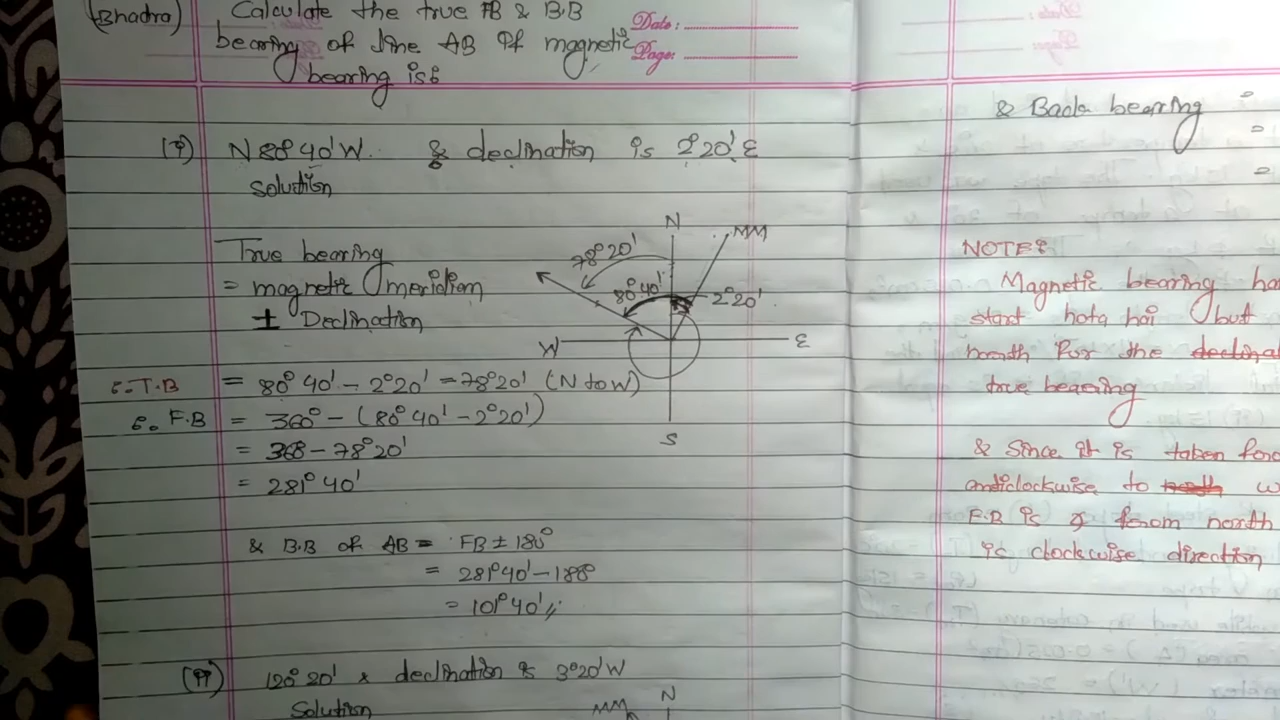 (Bhadra) Calculate the true FB & B.B
bearing of line AB if magnetic
bearing is:
Date:
Page:
(i) N 80° 40' W. & declination is 2°20' E
solution
True bearing
= magnetic meridian
± Declination
N
MM
78°20'
80°40'
2°20'
W
E
S
∴ T.B = 80° 40' - 2°20' = 78°20' (N to W)
∴ F.B = 360° - (80°40' - 2°20')
= 360 - 78°20'
= 281° 40'
& B.B of AB = FB ± 180°
= 281°40' - 180°
= 101°40'//
(ii) 120° 20' & declination is 3°20' W
Solution
MM
N
& Back bearing
NOTE:
Magnetic bearing
start hota hai but
for the
true bearing
& since it is taken
anticlockwise to
F.B is from north
ic clockwise direction